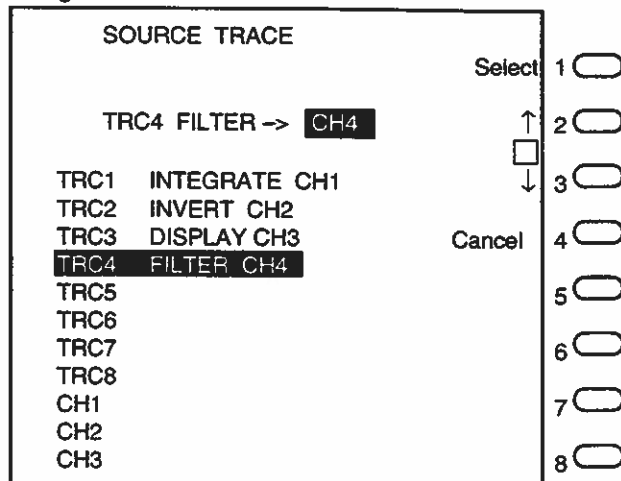 SOURCE TRACE
Select 1
TRC4 FILTER -> CH4 ↑ 2
TRC1 INTEGRATE CH1 ↓ 3
TRC2 INVERT CH2
TRC3 DISPLAY CH3 Cancel 4
TRC4 FILTER CH4
TRC5 5
TRC6
TRC7 6
TRC8
CH1 7
CH2
CH3 8